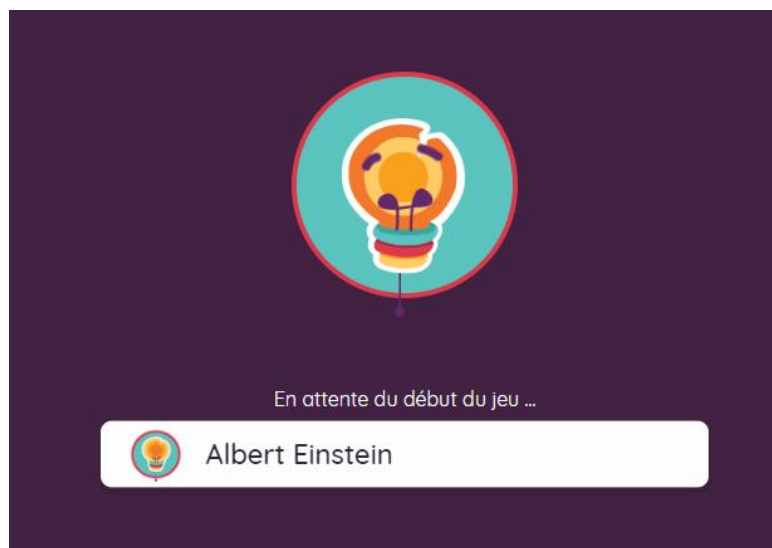 En attente du début du jeu ...
Albert Einstein